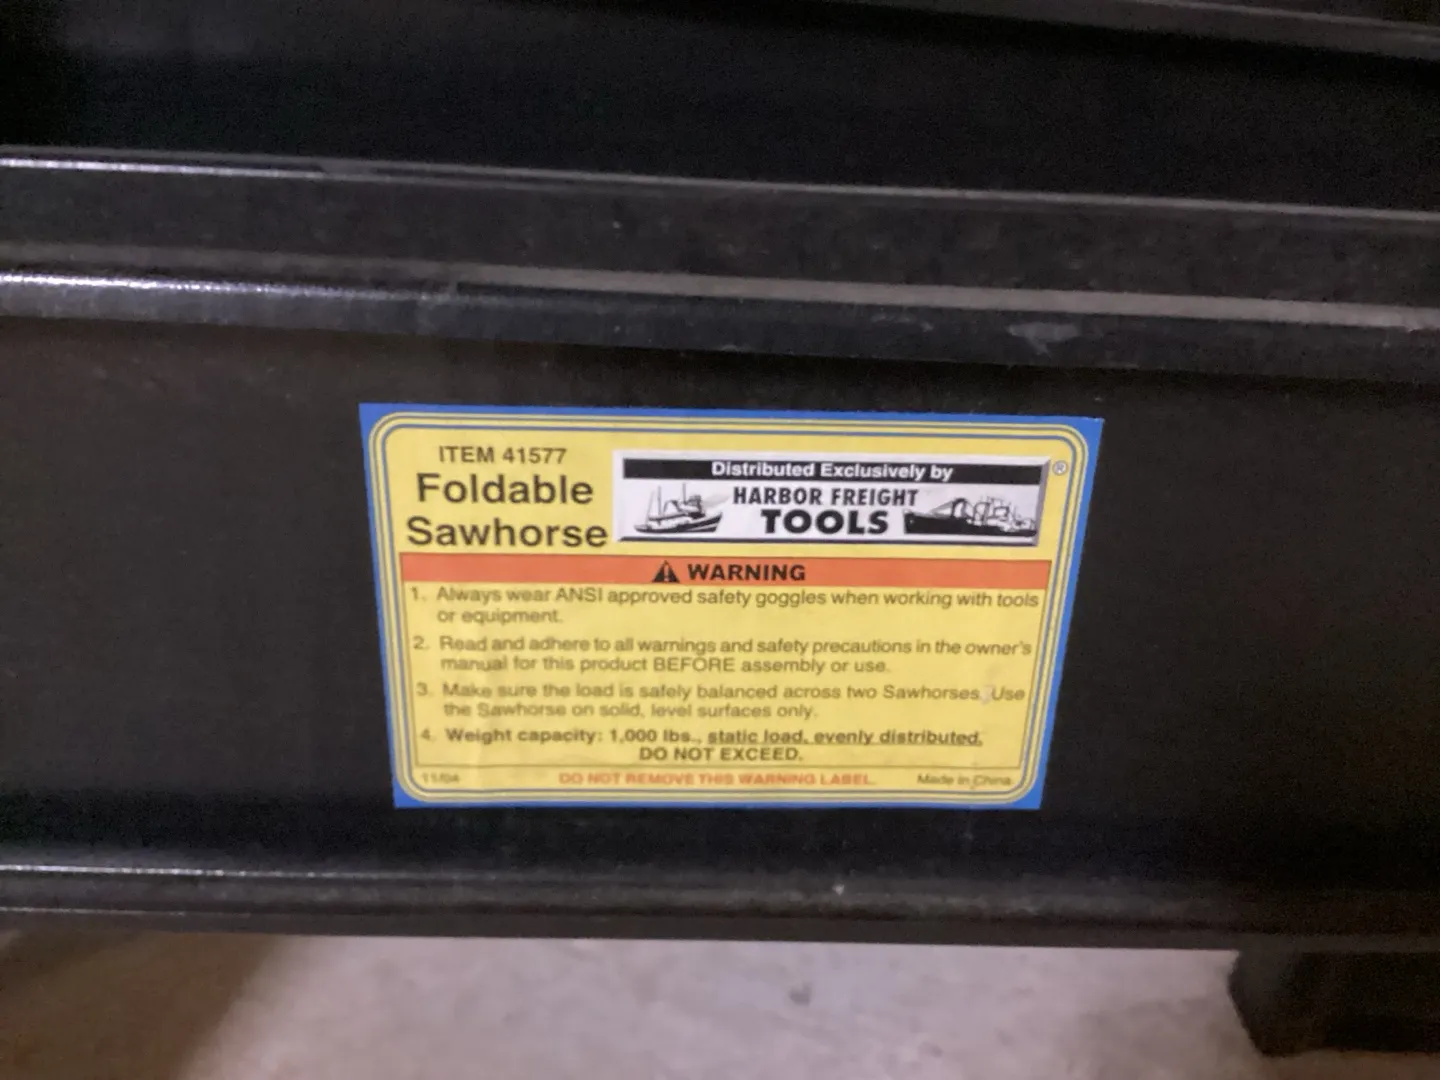 ITEM 41577
Foldable
Sawhorse
Distributed Exclusively by
HARBOR FREIGHT
TOOLS
®
WARNING
1. Always wear ANSI approved safety goggles when working with tools
or equipment.
2. Read and adhere to all warnings and safety precautions in the owner's
manual for this product BEFORE assembly or use.
3. Make sure the load is safely balanced across two Sawhorses. Use
the Sawhorse on solid, level surfaces only.
4. Weight capacity: 1,000 lbs., static load, evenly distributed.
DO NOT EXCEED.
11/04 DO NOT REMOVE THIS WARNING LABEL. Made in China